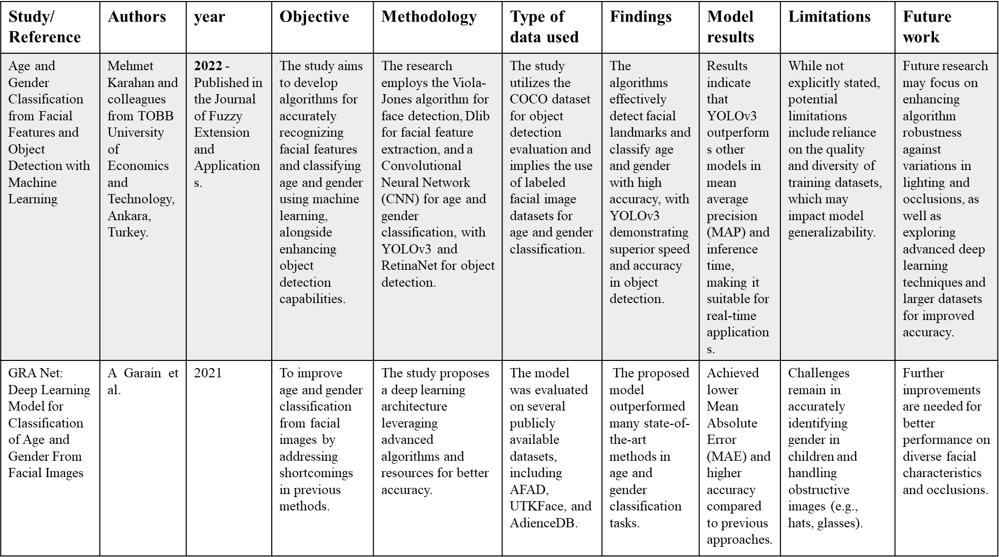 Study/
Reference
Authors
year
Objective
Methodology
Type of
data used
Findings
Model
results
Limitations
Future
work
Age and
Gender
Classification
from Facial
Features and
Object
Detection with
Machine
Learning
Mehmet
Karahan and
colleagues
from TOBB
University
of
Economics
and
Technology,
Ankara,
Turkey.
2022 -
Published in
the Journal
of Fuzzy
Extension
and
Application
s.
The study aims
to develop
algorithms for
accurately
recognizing
facial features
and classifying
age and gender
using machine
learning,
alongside
enhancing
object
detection
capabilities.
The research
employs the Viola-
Jones algorithm for
face detection, Dlib
for facial feature
extraction, and a
Convolutional
Neural Network
(CNN) for age and
gender
classification, with
YOLOv3 and
RetinaNet for object
detection.
The study
utilizes the
COCO dataset
for object
detection
evaluation and
implies the use
of labeled
facial image
datasets for
age and gender
classification.
The
algorithms
effectively
detect facial
landmarks and
classify age
and gender
with high
accuracy, with
YOLOv3
demonstrating
superior speed
and accuracy
in object
detection.
Results
indicate
that
YOLOv3
outperform
s other
models in
mean
average
precision
(MAP) and
inference
time,
making it
suitable for
real-time
application
s.
While not
explicitly stated,
potential
limitations
include reliance
on the quality
and diversity of
training datasets,
which may
impact model
generalizability.
Future research
may focus on
enhancing
algorithm
robustness
against
variations in
lighting and
occlusions, as
well as
exploring
advanced deep
learning
techniques and
larger datasets
for improved
accuracy.
GRA Net:
Deep Learning
Model for
Classification
of Age and
Gender From
Facial Images
A Garain et
al.
2021
To improve
age and gender
classification
from facial
images by
addressing
shortcomings
in previous
methods.
The study proposes
a deep learning
architecture
leveraging
advanced
algorithms and
resources for better
accuracy.
The model
was evaluated
on several
publicly
available
datasets,
including
AFAD,
UTKFace, and
AdienceDB.
The proposed
model
outperformed
many state-of-
the-art
methods in
age and
gender
classification
tasks.
Achieved
lower
Mean
Absolute
Error
(MAE) and
higher
accuracy
compared
to previous
approaches.
Challenges
remain in
accurately
identifying
gender in
children and
handling
obstructive
images (e.g.,
hats, glasses).
Further
improvements
are needed for
better
performance on
diverse facial
characteristics
and occlusions.